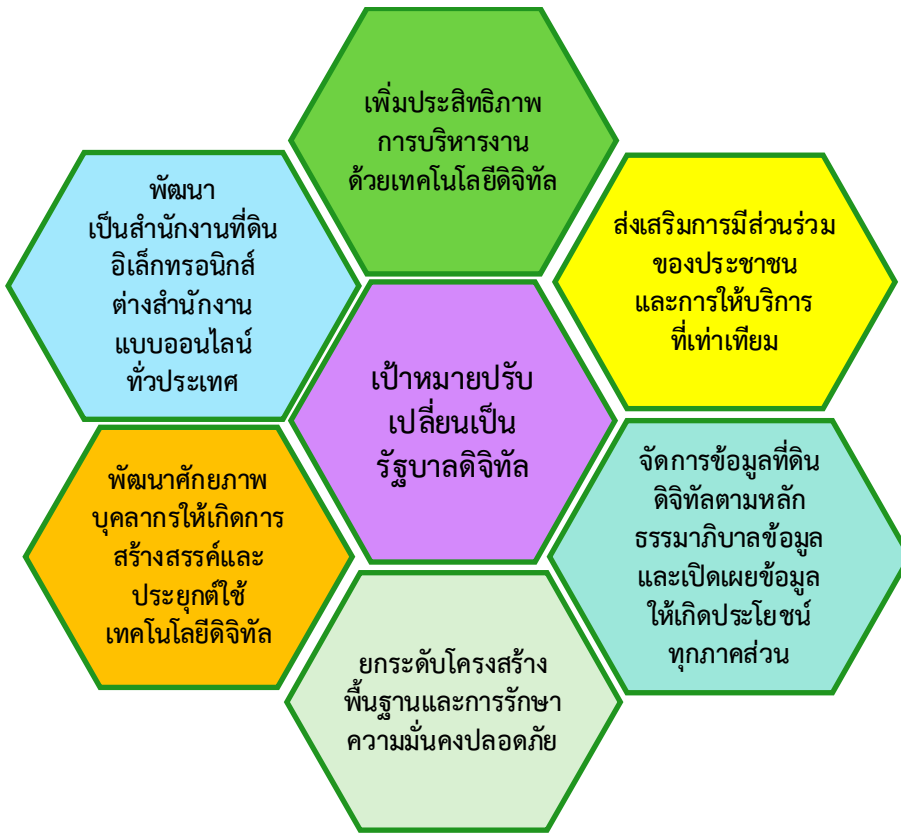 เพิ่มประสิทธิภาพ
การบริหารงาน
ด้วยเทคโนโลยีดิจิทัล
พัฒนา
เป็นสำนักงานที่ดิน
อิเล็กทรอนิกส์
ต่างสำนักงาน
แบบออนไลน์
ทั่วประเทศ
ส่งเสริมการมีส่วนร่วม
ของประชาชน
และการให้บริการ
ที่เท่าเทียม
เป้าหมายปรับ
เปลี่ยนเป็น
รัฐบาลดิจิทัล
พัฒนาศักยภาพ
บุคลากรให้เกิดการ
สร้างสรรค์และ
ประยุกต์ใช้
เทคโนโลยีดิจิทัล
จัดการข้อมูลที่ดิน
ดิจิทัลตามหลัก
ธรรมาภิบาลข้อมูล
และเปิดเผยข้อมูล
ให้เกิดประโยชน์
ทุกภาคส่วน
ยกระดับโครงสร้าง
พื้นฐานและการรักษา
ความมั่นคงปลอดภัย